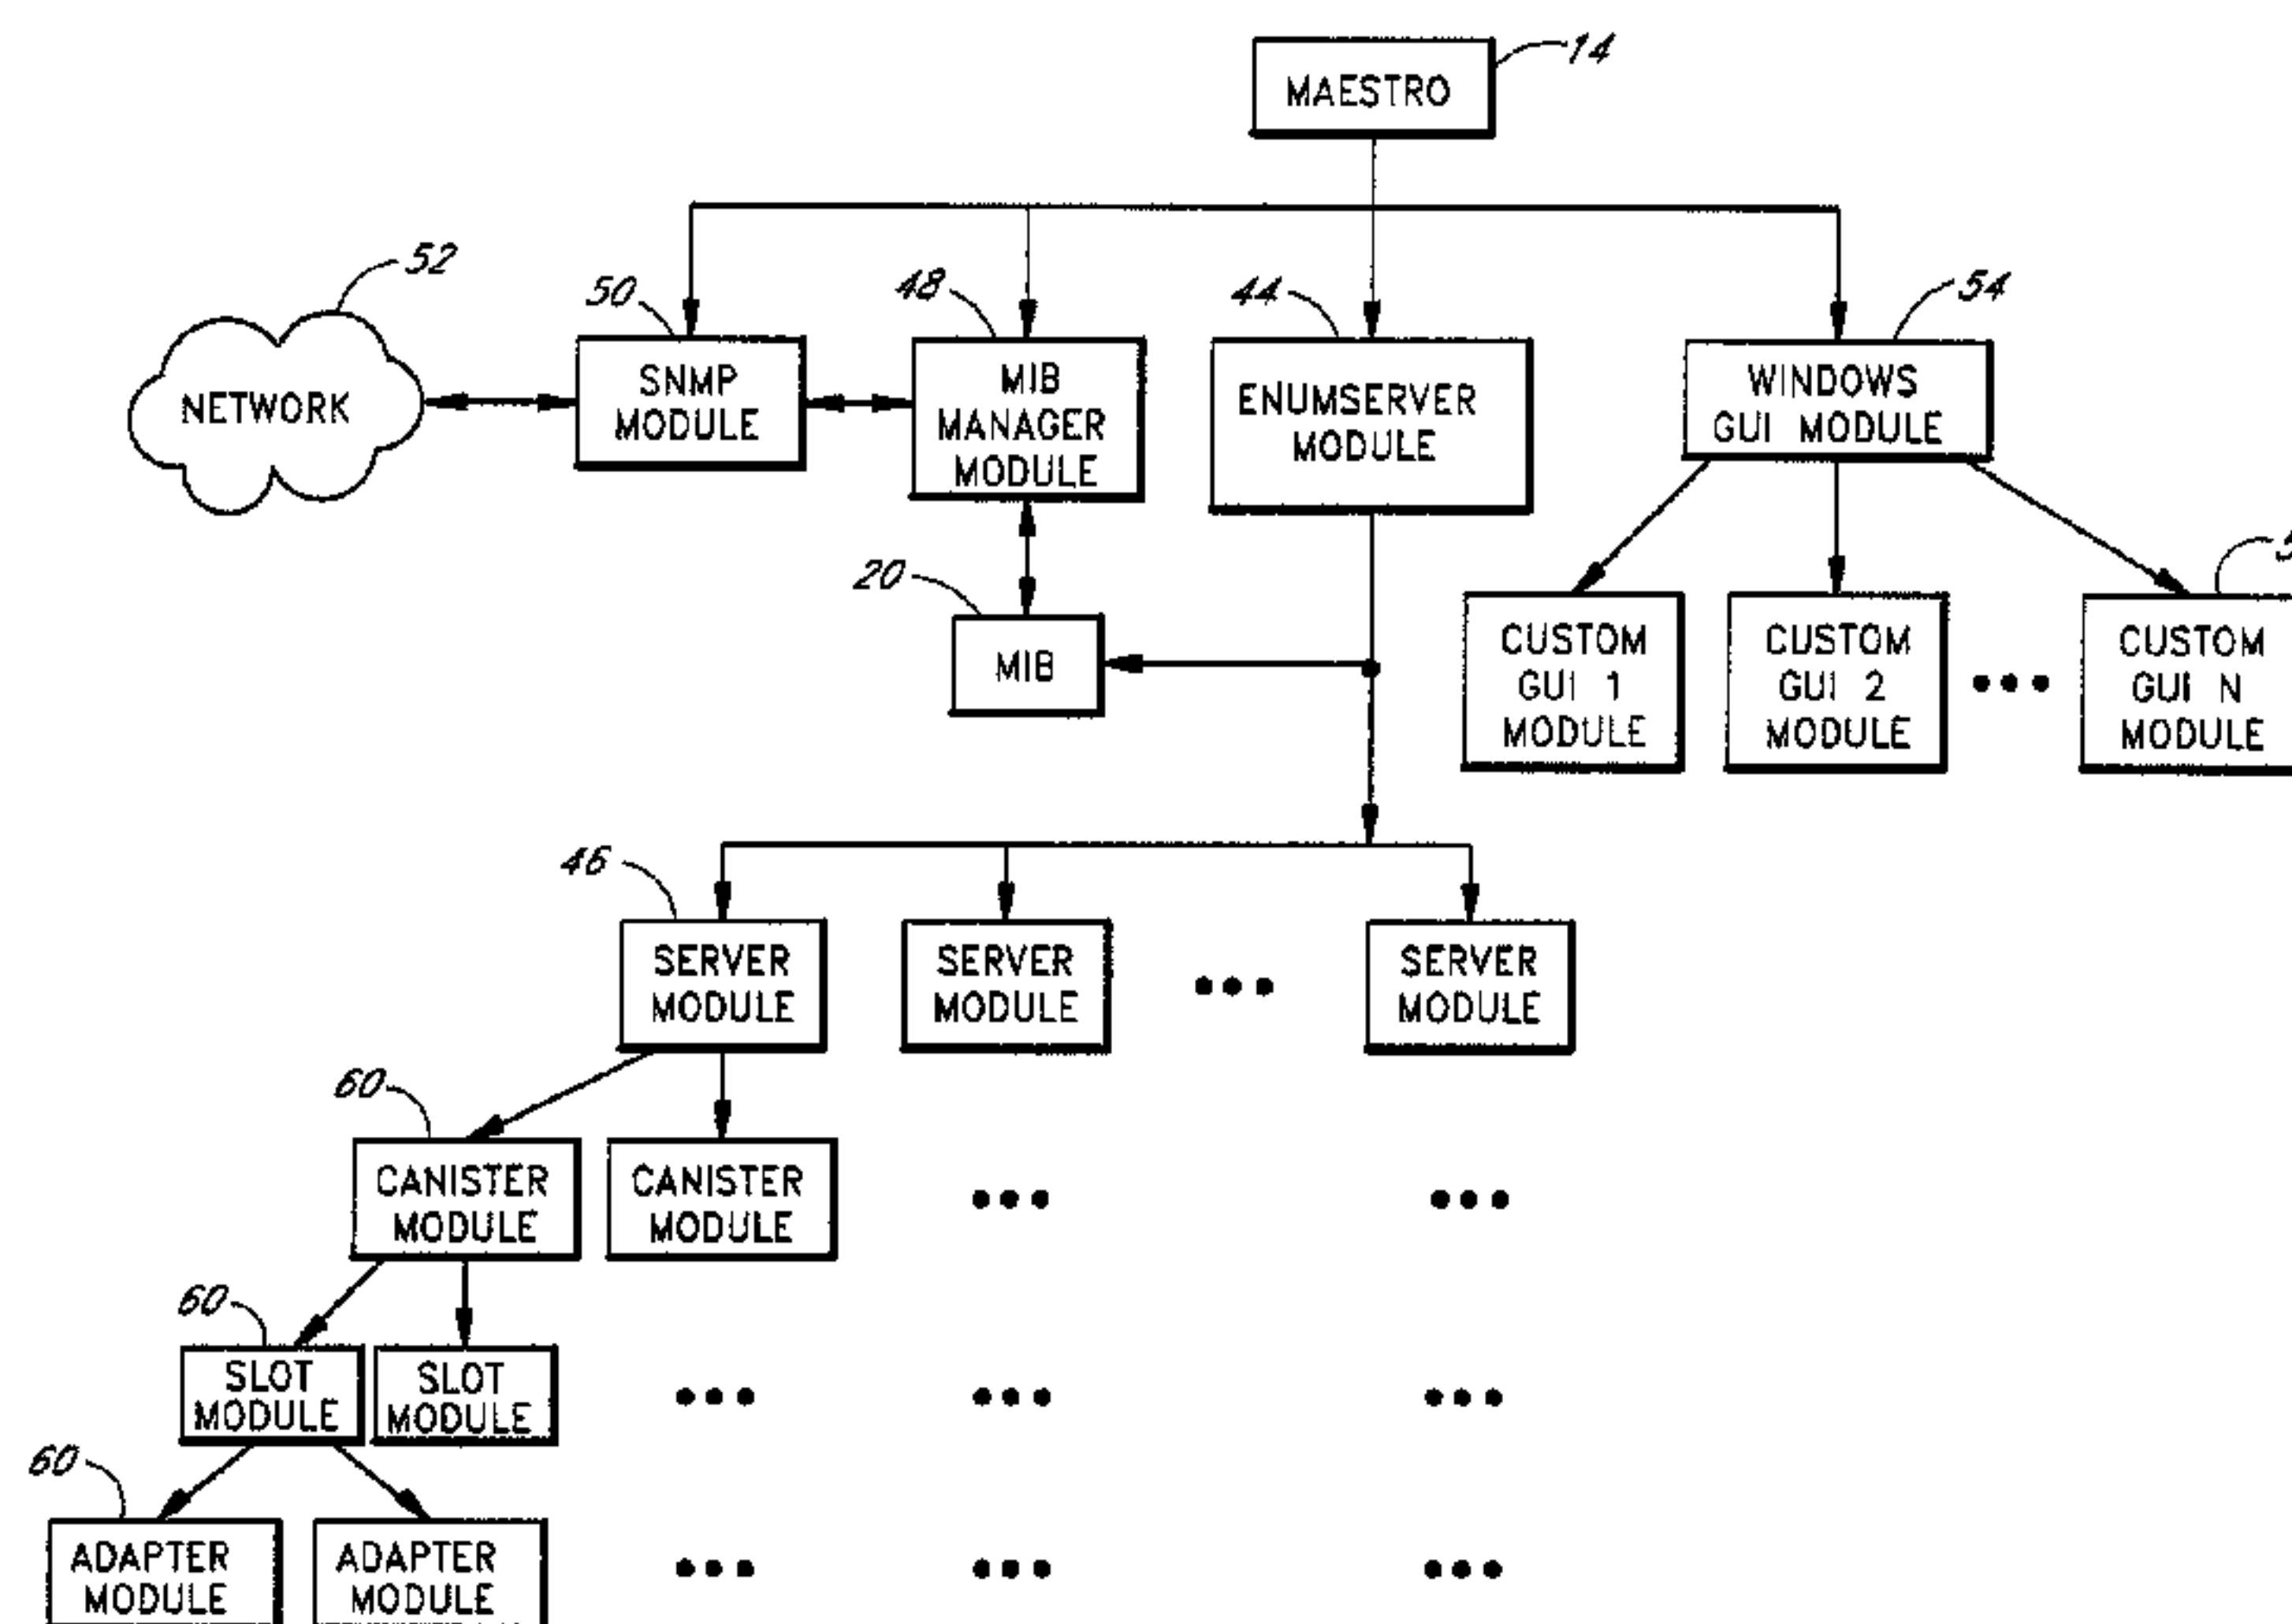 14
MAESTRO
52
50
48
44
54
NETWORK
SNMP
MODULE
MIB
MANAGER
MODULE
ENUMSERVER
MODULE
WINDOWS
GUI MODULE
20
MIB
CUSTOM
GUI 1
MODULE
CUSTOM
GUI 2
MODULE
CUSTOM
GUI N
MODULE
46
SERVER
MODULE
SERVER
MODULE
SERVER
MODULE
60
CANISTER
MODULE
CANISTER
MODULE
60
SLOT
MODULE
SLOT
MODULE
60
ADAPTER
MODULE
ADAPTER
MODULE